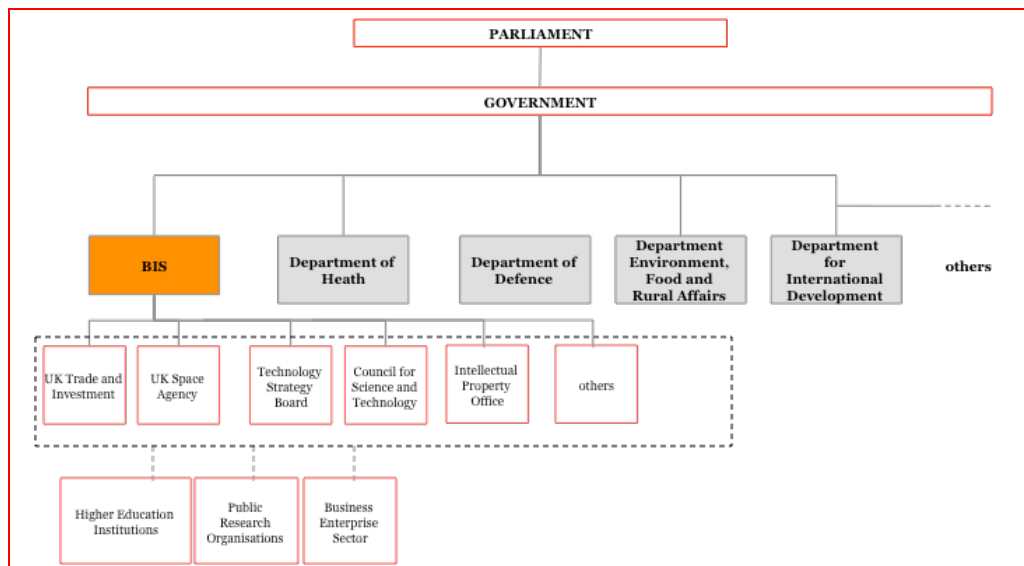 PARLIAMENT
GOVERNMENT
BIS
Department of
Heath
Department of
Defence
Department
Environment,
Food and
Rural Affairs
Department
for
International
Development
others
UK Trade and
Investment
UK Space
Agency
Technology
Strategy
Board
Council for
Science and
Technology
Intellectual
Property
Office
others
Higher Education
Institutions
Public
Research
Organisations
Business
Enterprise
Sector